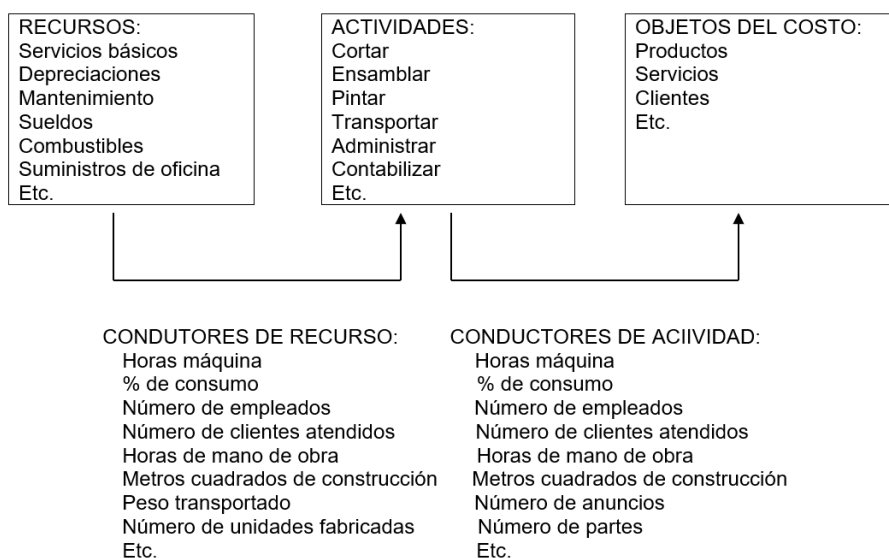 RECURSOS:
Servicios básicos
Depreciaciones
Mantenimiento
Sueldos
Combustibles
Suministros de oficina
Etc.
ACTIVIDADES:
Cortar
Ensamblar
Pintar
Transportar
Administrar
Contabilizar
Etc.
OBJETOS DEL COSTO:
Productos
Servicios
Clientes
Etc.
CONDUTORES DE RECURSO:
Horas máquina
% de consumo
Número de empleados
Número de clientes atendidos
Horas de mano de obra
Metros cuadrados de construcción
Peso transportado
Número de unidades fabricadas
Etc.
CONDUCTORES DE ACIIVIDAD:
Horas máquina
% de consumo
Número de empleados
Número de clientes atendidos
Horas de mano de obra
Metros cuadrados de construcción
Número de anuncios
Número de partes
Etc.